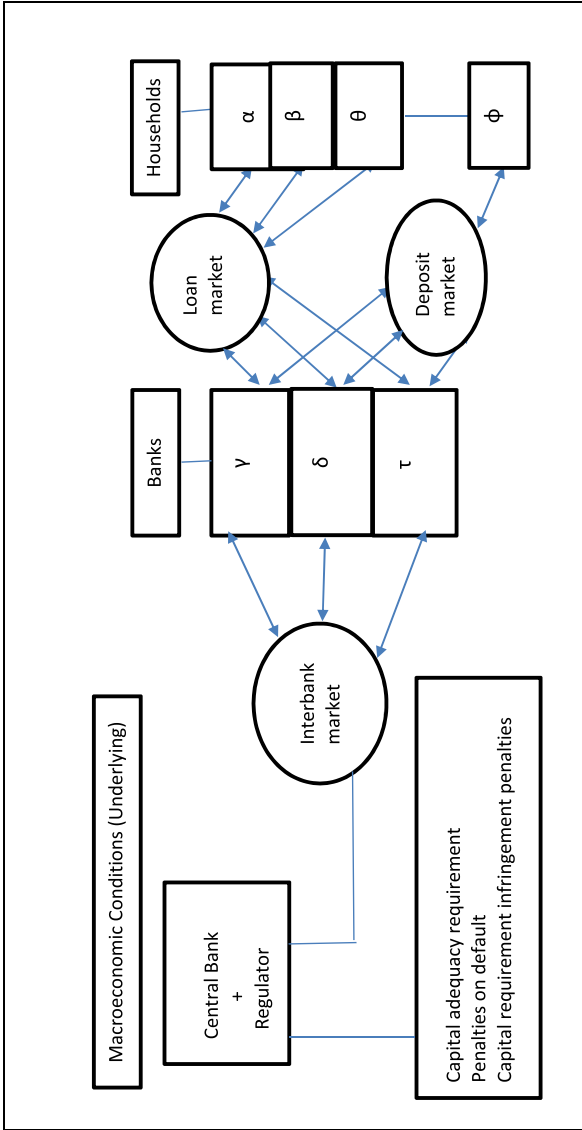 Macroeconomic Conditions (Underlying)
Central Bank
+
Regulator
Capital adequacy requirement
Penalties on default
Capital requirement infringement penalties
Interbank
market
Banks
γ
δ
τ
Loan
market
Deposit
market
Households
α
β
θ
ϕ